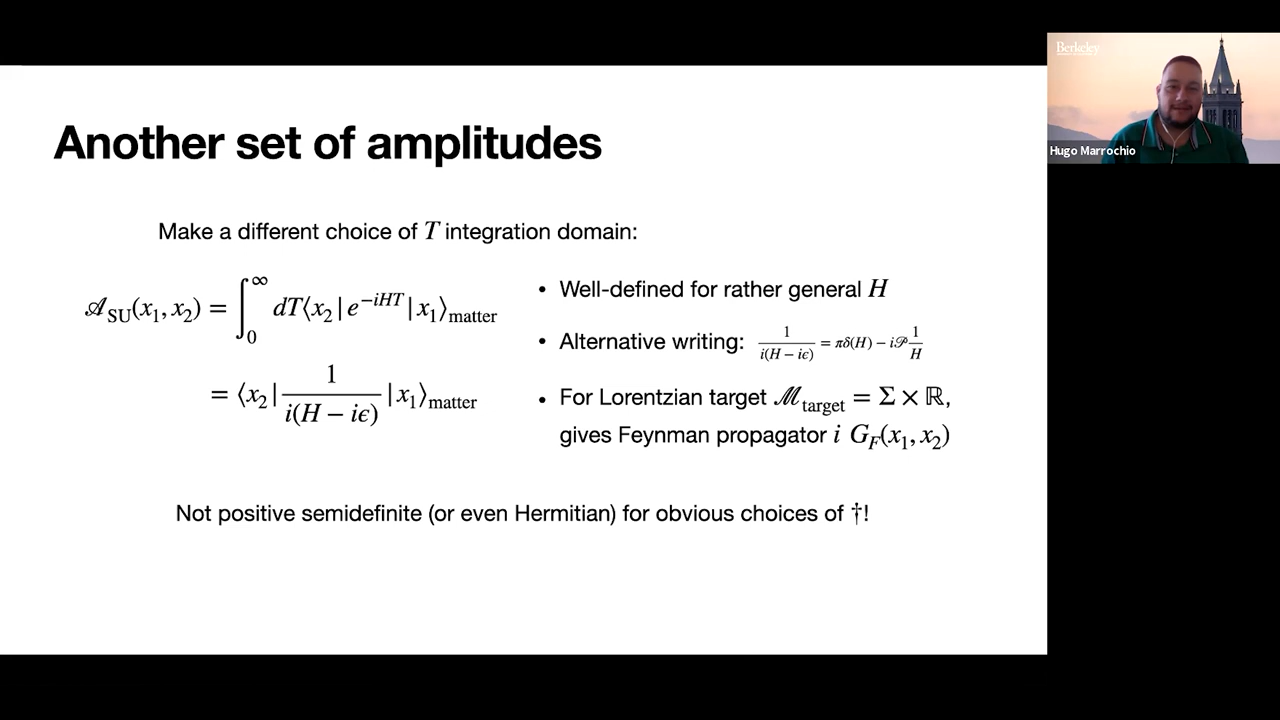 Another set of amplitudes
Make a different choice of T integration domain:
𝒜_SU(x₁, x₂) = ∫₀^∞ dT⟨x₂ | e^{−iHT} | x₁⟩_matter
= ⟨x₂ | 1/(i(H − iϵ)) | x₁⟩_matter
• Well-defined for rather general H
• Alternative writing: 1/(i(H − iϵ)) = πδ(H) − i𝒫 1/H
• For Lorentzian target ℳ_target = Σ × ℝ,
gives Feynman propagator i G_F(x₁, x₂)
Not positive semidefinite (or even Hermitian) for obvious choices of †!
Berkeley
Hugo Marrochio